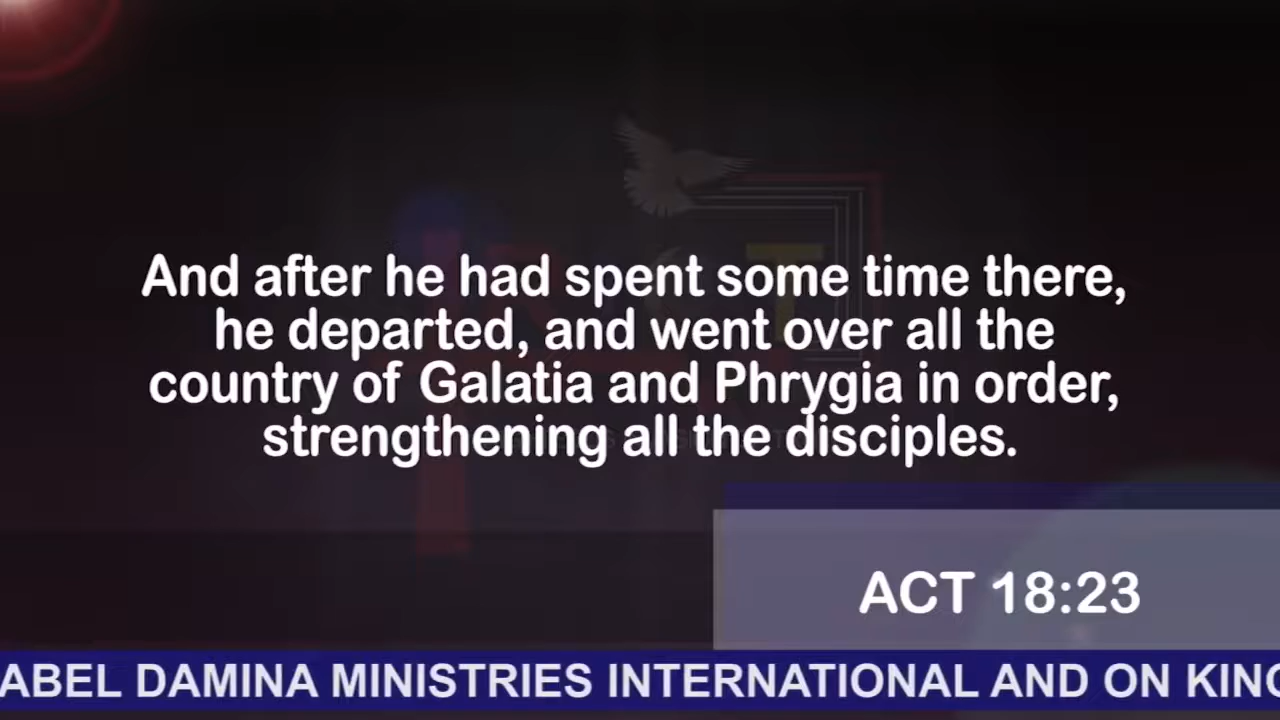 And after he had spent some time there,
he departed, and went over all the
country of Galatia and Phrygia in order,
strengthening all the disciples.
ACT 18:23
ABEL DAMINA MINISTRIES INTERNATIONAL AND ON